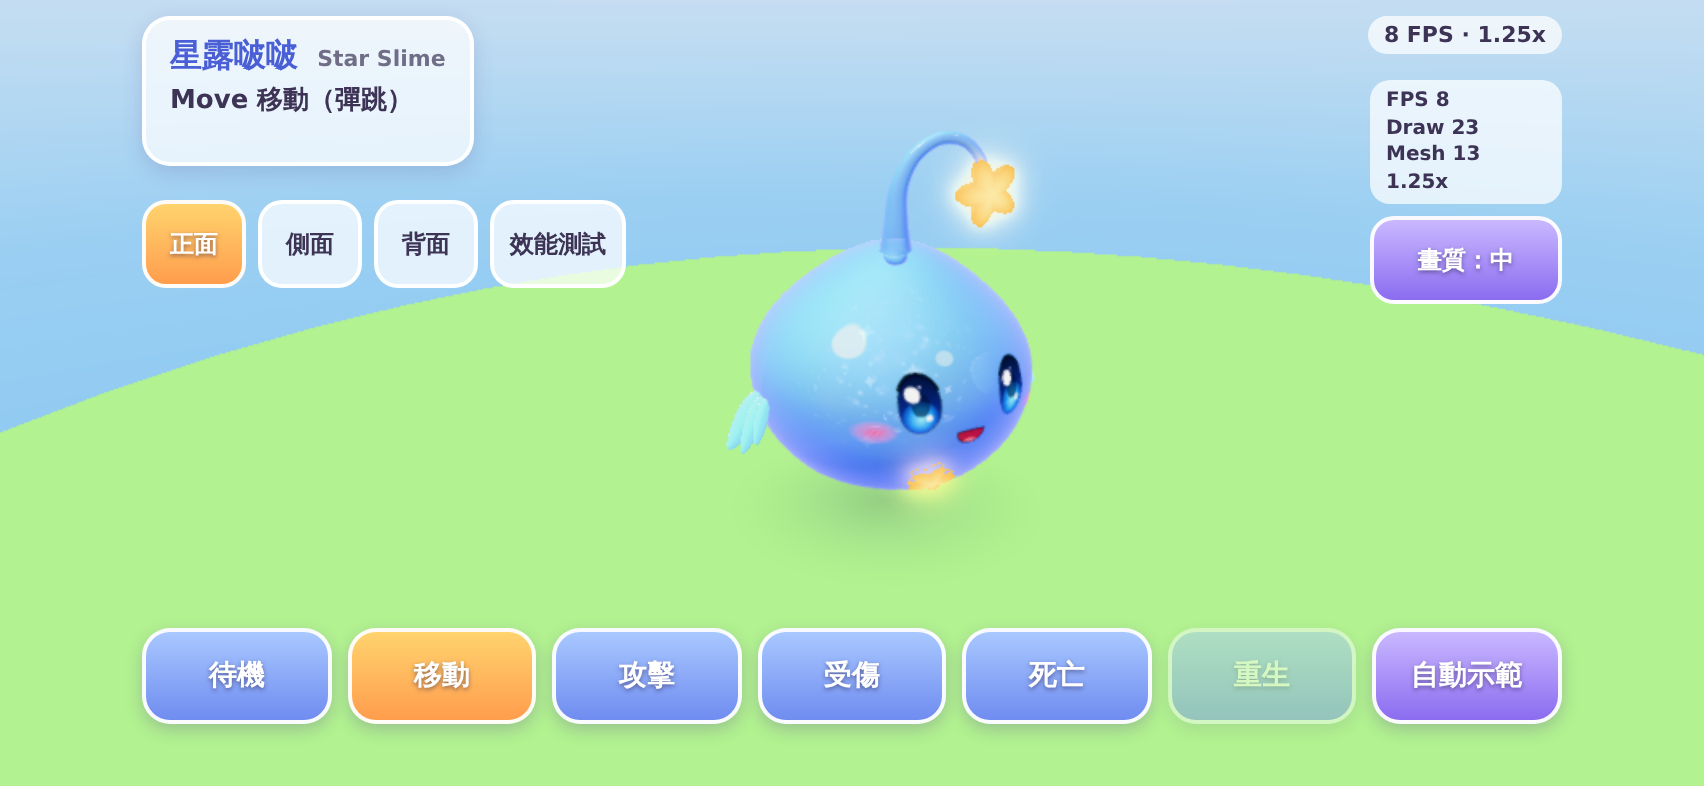 星露啵啵 Star Slime
Move 移動（彈跳）
8 FPS · 1.25x
FPS 8
Draw 23
Mesh 13
1.25x
正面
側面
背面
效能測試
畫質：中
待機
移動
攻擊
受傷
死亡
重生
自動示範